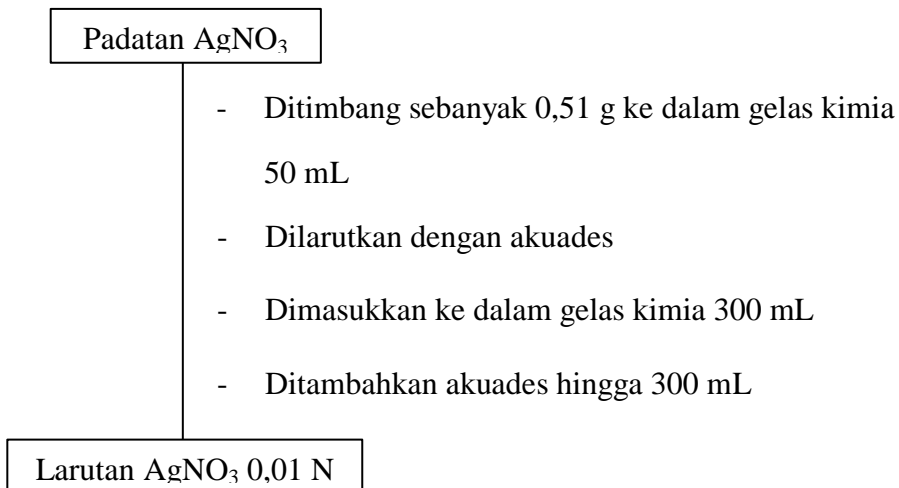 Padatan AgNO₃
- Ditimbang sebanyak 0,51 g ke dalam gelas kimia
50 mL
- Dilarutkan dengan akuades
- Dimasukkan ke dalam gelas kimia 300 mL
- Ditambahkan akuades hingga 300 mL
Larutan AgNO₃ 0,01 N